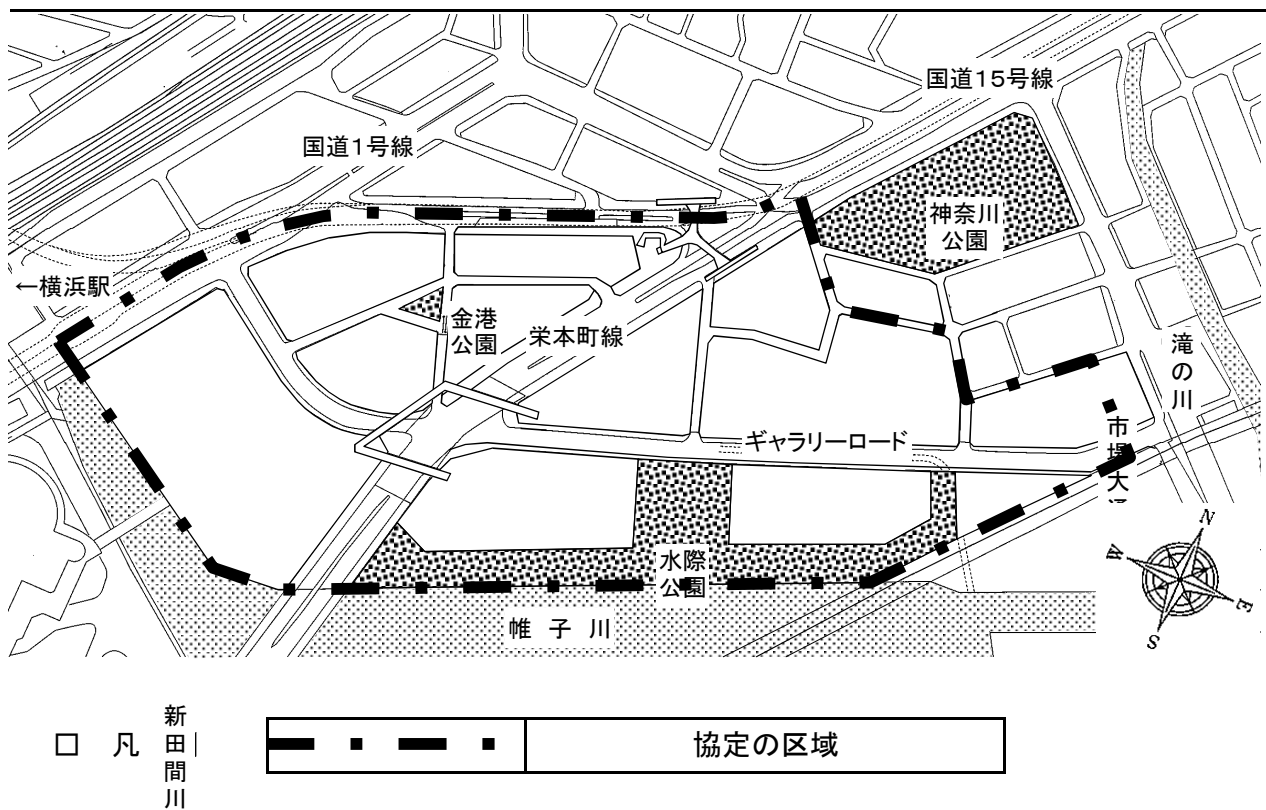 国道15号線
国道1号線
神奈川
公園
←横浜駅
金港
公園
栄本町線
滝の川
ギャラリーロード
市場大通
水際
公園
帷子川
N
W
E
S
□ 凡
新田間川
協定の区域